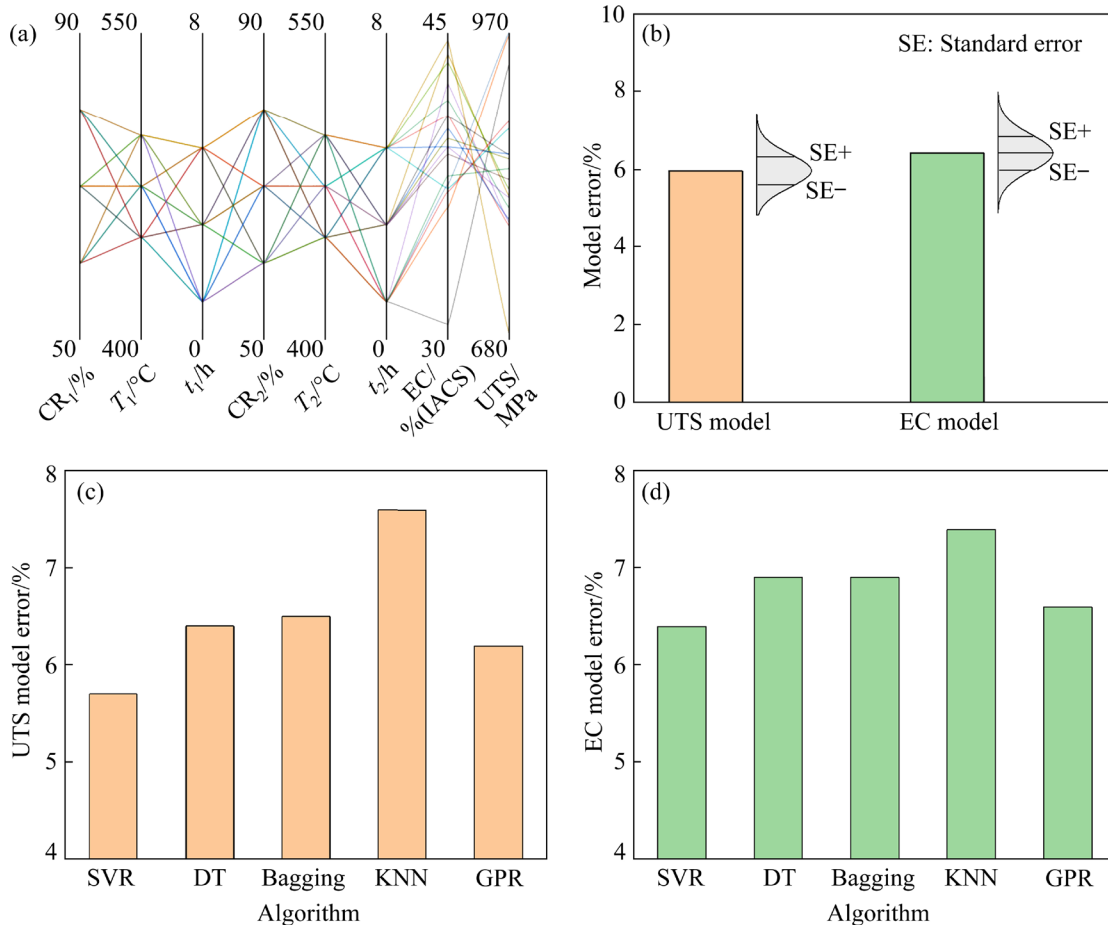 (a)
90 550 8 90 550 8 45 970
50 400 0 50 400 0 30 680
CR₁/% T₁/°C t₁/h CR₂/% T₂/°C t₂/h EC/ %(IACS) UTS/ MPa
(b)
SE: Standard error
10
8
6
4
2
0
Model error/%
SE+
SE−
SE+
SE−
UTS model EC model
(c)
8
7
6
5
4
UTS model error/%
SVR DT Bagging KNN GPR
Algorithm
(d)
8
7
6
5
4
EC model error/%
SVR DT Bagging KNN GPR
Algorithm